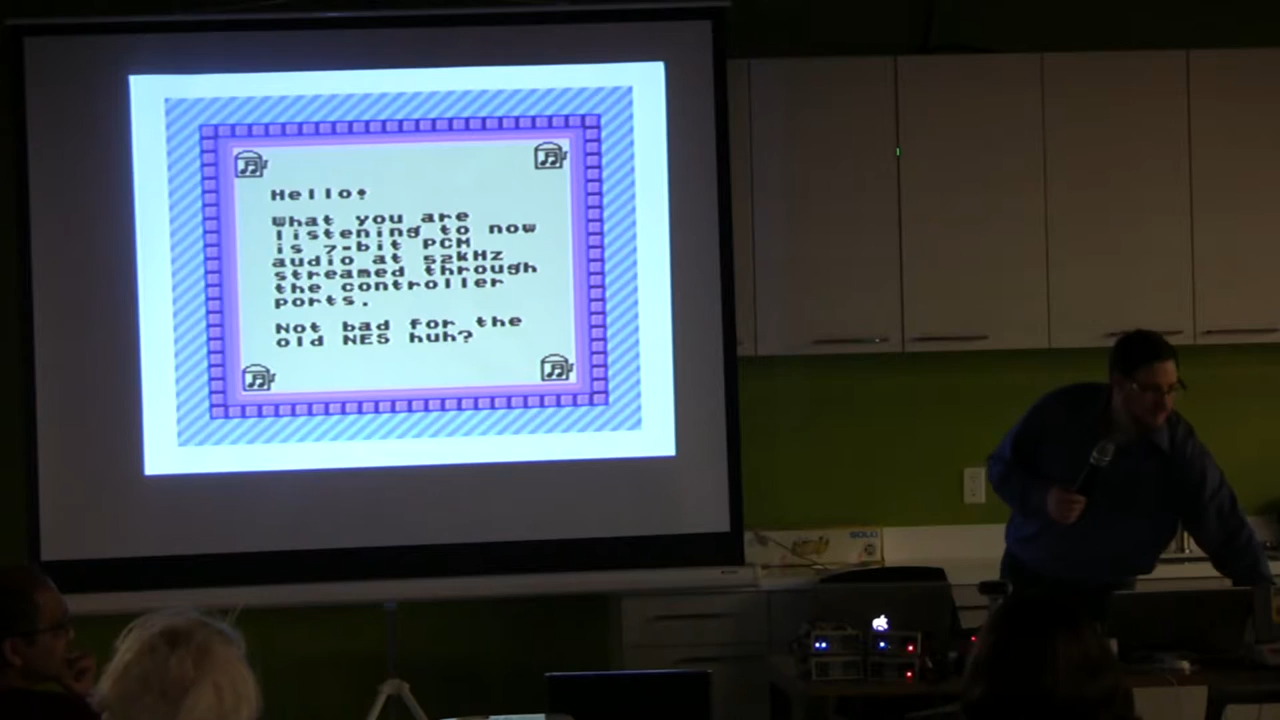 Hello!
What you are
listening to now
is 7-bit PCM
audio at 52kHz
streamed through
the controller
ports.
Not bad for the
old NES huh?
SOLO